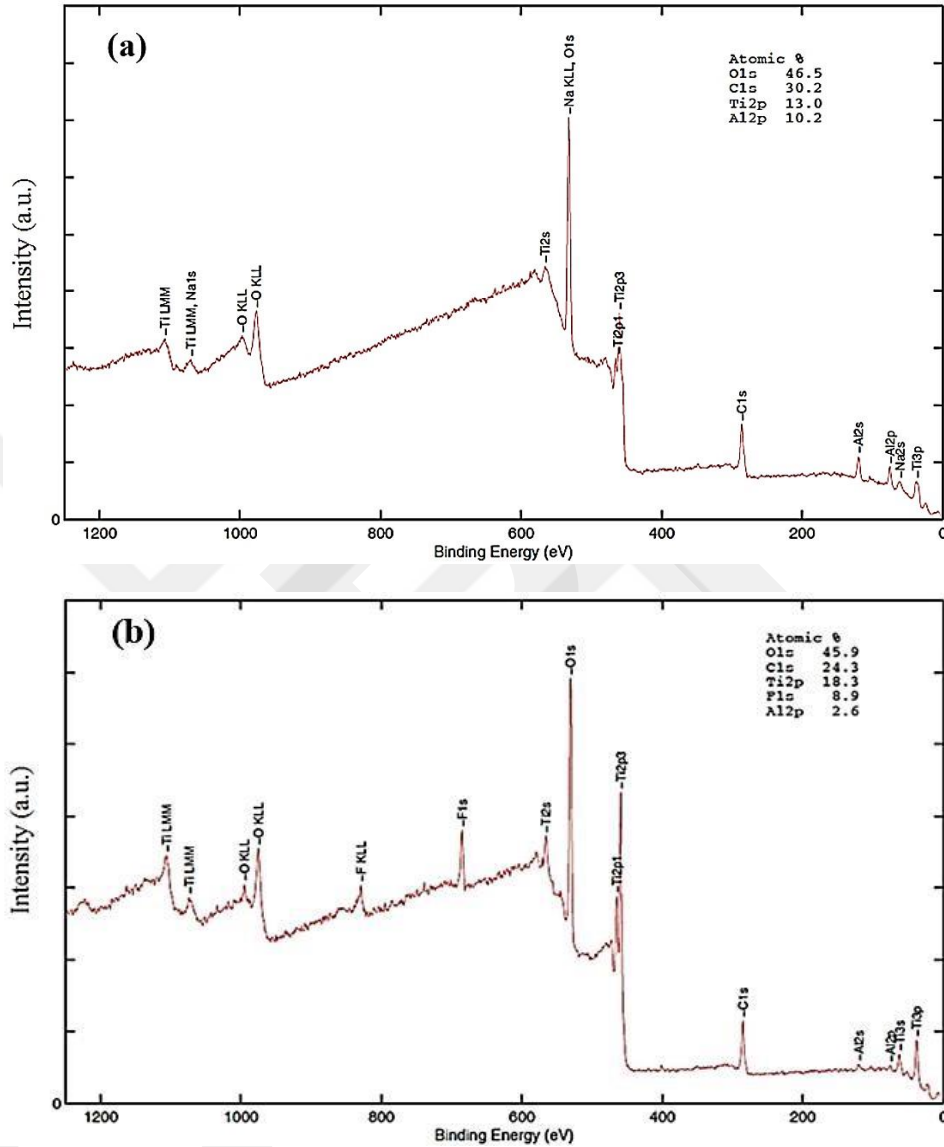 (a)
Atomic %
O1s 46.5
C1s 30.2
Ti2p 13.0
Al2p 10.2
Intensity (a.u.)
Ti LMM
Ti LMM, Na1s
O KLL
O KLL
Ti2s
Na KLL, O1s
Ti2p1
Ti2p3
C1s
Al2s
Al2p
Na2s
Ti3p
0
1200 1000 800 600 400 200 0
Binding Energy (eV)
(b)
Atomic %
O1s 45.9
C1s 24.3
Ti2p 18.3
F1s 8.9
Al2p 2.6
Intensity (a.u.)
Ti LMM
Ti LMM
O KLL
O KLL
F KLL
F1s
Ti2s
O1s
Ti2p1
Ti2p3
C1s
Al2s
Al2p
Ti3s
Ti3p
0
1200 1000 800 600 400 200 0
Binding Energy (eV)